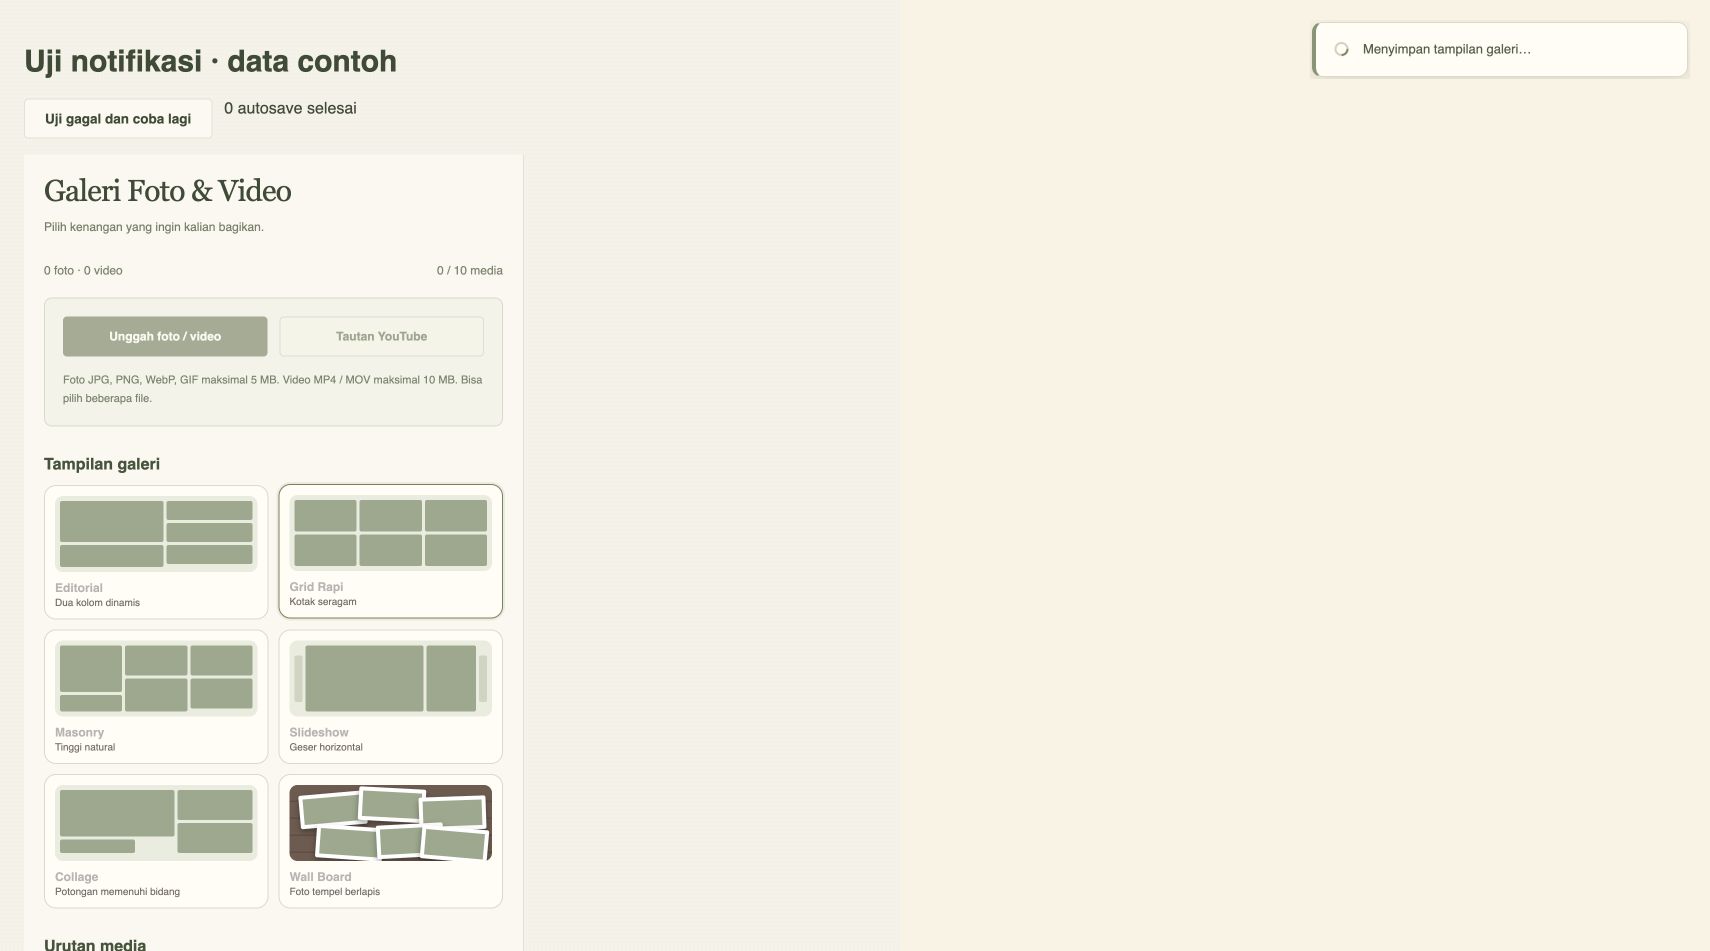 Uji notifikasi · data contoh
Uji gagal dan coba lagi
0 autosave selesai
Menyimpan tampilan galeri…
Galeri Foto & Video
Pilih kenangan yang ingin kalian bagikan.
0 foto · 0 video
0 / 10 media
Unggah foto / video
Tautan YouTube
Foto JPG, PNG, WebP, GIF maksimal 5 MB. Video MP4 / MOV maksimal 10 MB. Bisa
pilih beberapa file.
Tampilan galeri
Editorial
Dua kolom dinamis
Grid Rapi
Kotak seragam
Masonry
Tinggi natural
Slideshow
Geser horizontal
Collage
Potongan memenuhi bidang
Wall Board
Foto tempel berlapis
Urutan media